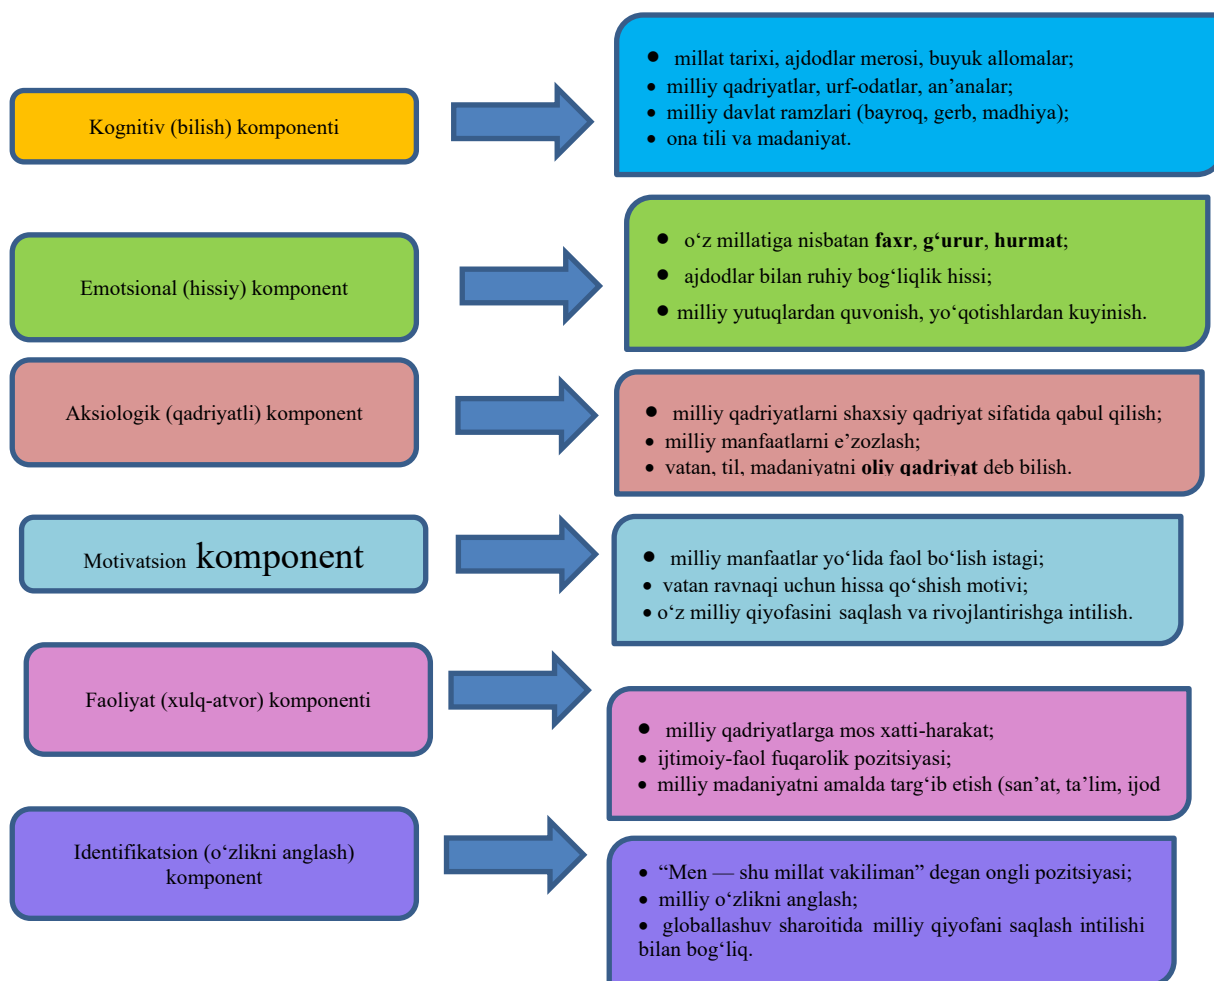 Kognitiv (bilish) komponenti
● millat tarixi, ajdodlar merosi, buyuk allomalar;
• milliy qadriyatlar, urf-odatlar, an’analar;
• milliy davlat ramzlari (bayroq, gerb, madhiya);
• ona tili va madaniyat.
Emotsional (hissiy) komponent
● o‘z millatiga nisbatan faxr, g‘urur, hurmat;
● ajdodlar bilan ruhiy bog‘liqlik hissi;
● milliy yutuqlardan quvonish, yo‘qotishlardan kuyinish.
Aksiologik (qadriyatli) komponent
● milliy qadriyatlarni shaxsiy qadriyat sifatida qabul qilish;
• milliy manfaatlarni e’zozlash;
• vatan, til, madaniyatni oliy qadriyat deb bilish.
Motivatsion komponent
● milliy manfaatlar yo‘lida faol bo‘lish istagi;
• vatan ravnaqi uchun hissa qo‘shish motivi;
• o‘z milliy qiyofasini saqlash va rivojlantirishga intilish.
Faoliyat (xulq-atvor) komponenti
● milliy qadriyatlarga mos xatti-harakat;
• ijtimoiy-faol fuqarolik pozitsiyasi;
• milliy madaniyatni amalda targ‘ib etish (san’at, ta’lim, ijod
Identifikatsion (o‘zlikni anglash)
komponent
• “Men — shu millat vakiliman” degan ongli pozitsiyasi;
• milliy o‘zlikni anglash;
• globallashuv sharoitida milliy qiyofani saqlash intilishi
bilan bog‘liq.